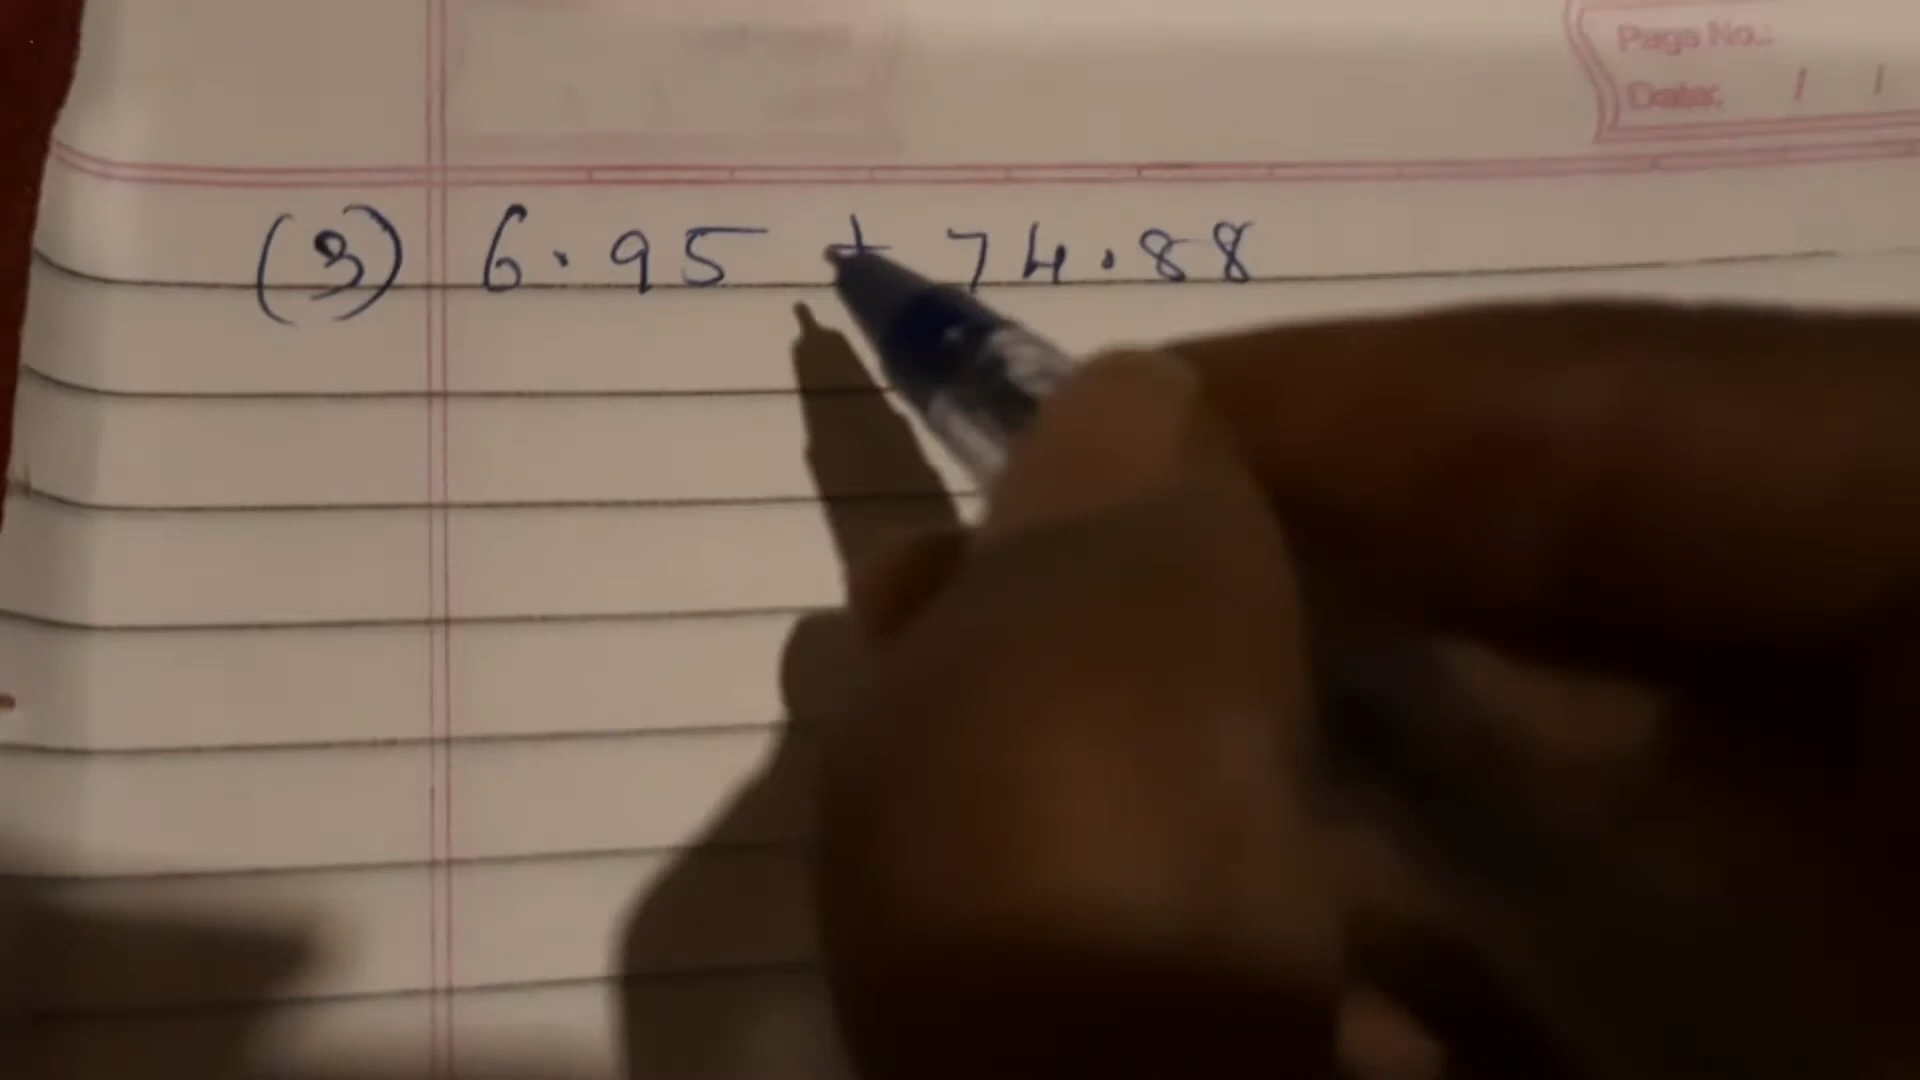 Page No.:
Date: / /
(3) 6.95 + 74.88